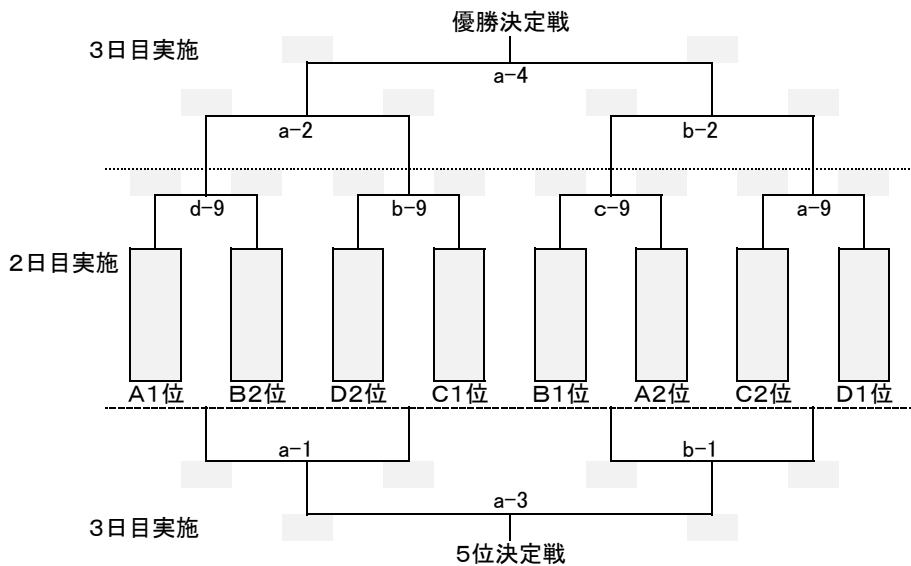 優勝決定戦
3日目実施
a-4
a-2 b-2
d-9 b-9 c-9 a-9
2日目実施
A1位 B2位 D2位 C1位 B1位 A2位 C2位 D1位
a-1 b-1
a-3
3日目実施
5位決定戦